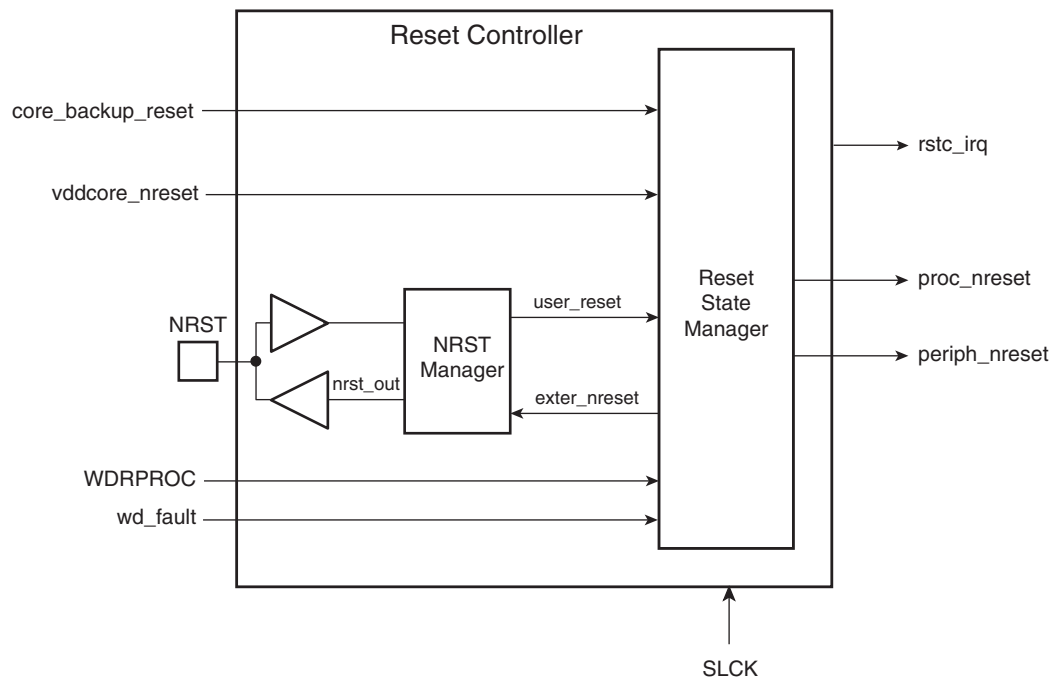 Reset Controller
core_backup_reset
rstc_irq
vddcore_nreset
Reset
State
Manager
proc_nreset
user_reset
NRST
NRST
Manager
periph_nreset
nrst_out
exter_nreset
WDRPROC
wd_fault
SLCK